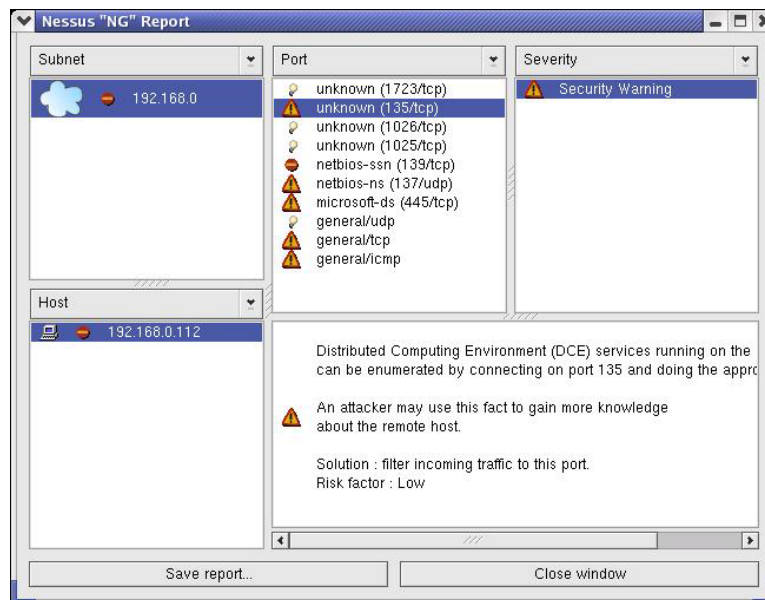 Nessus "NG" Report
Subnet
Port
Severity
192.168.0
unknown (1723/tcp)
unknown (135/tcp)
unknown (1026/tcp)
unknown (1025/tcp)
netbios-ssn (139/tcp)
netbios-ns (137/udp)
microsoft-ds (445/tcp)
general/udp
general/tcp
general/icmp
Security Warning
Host
192.168.0.112
Distributed Computing Environment (DCE) services running on the
can be enumerated by connecting on port 135 and doing the appro
An attacker may use this fact to gain more knowledge
about the remote host.
Solution : filter incoming traffic to this port.
Risk factor : Low
Save report...
Close window